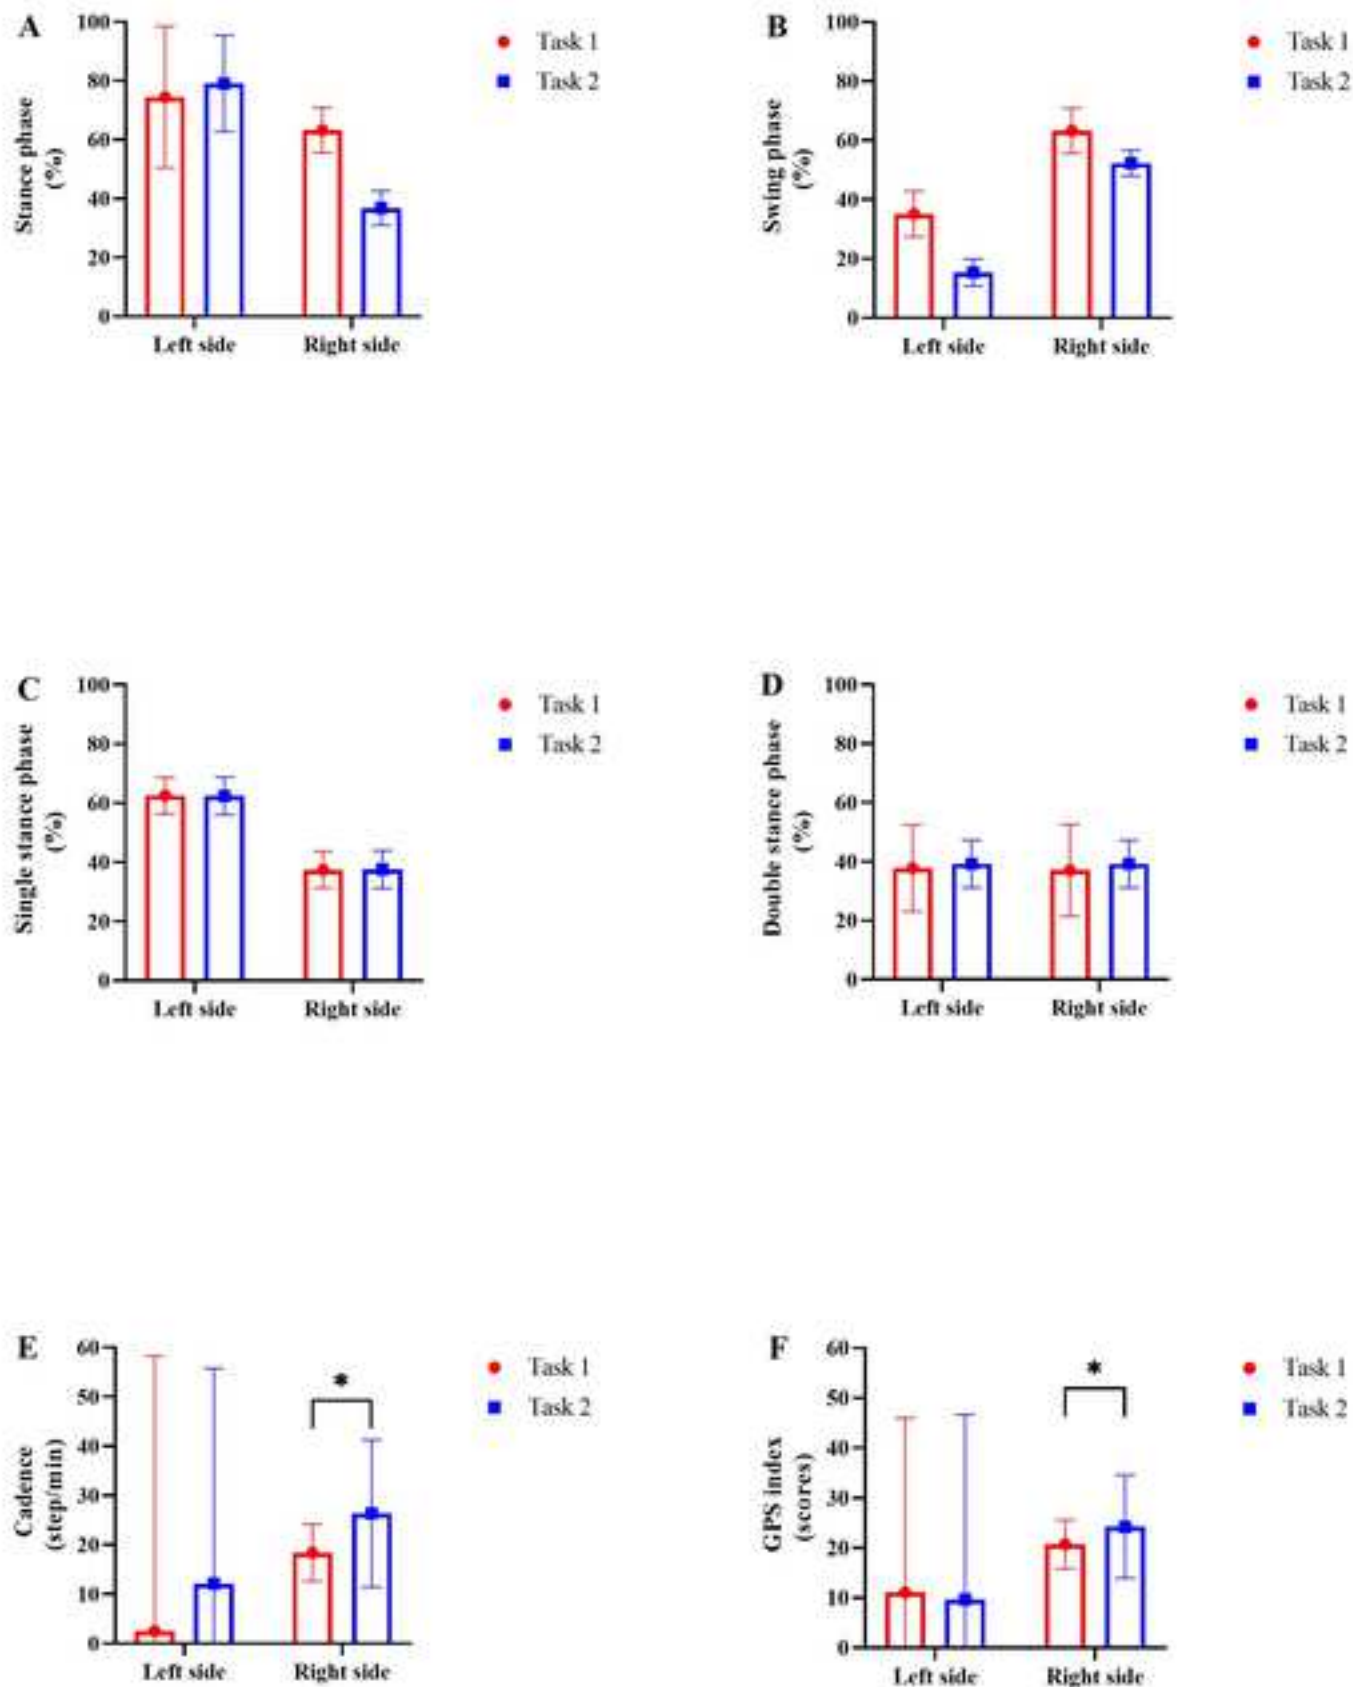 A
Stance phase
(%)
100
80
60
40
20
0
Left side
Right side
Task 1
Task 2
B
Swing phase
(%)
100
80
60
40
20
0
Left side
Right side
Task 1
Task 2
C
Single stance phase
(%)
100
80
60
40
20
0
Left side
Right side
Task 1
Task 2
D
Double stance phase
(%)
100
80
60
40
20
0
Left side
Right side
Task 1
Task 2
E
Cadence
(step/min)
60
50
40
30
20
10
0
*
Left side
Right side
Task 1
Task 2
F
GPS index
(scores)
60
50
40
30
20
10
0
*
Left side
Right side
Task 1
Task 2